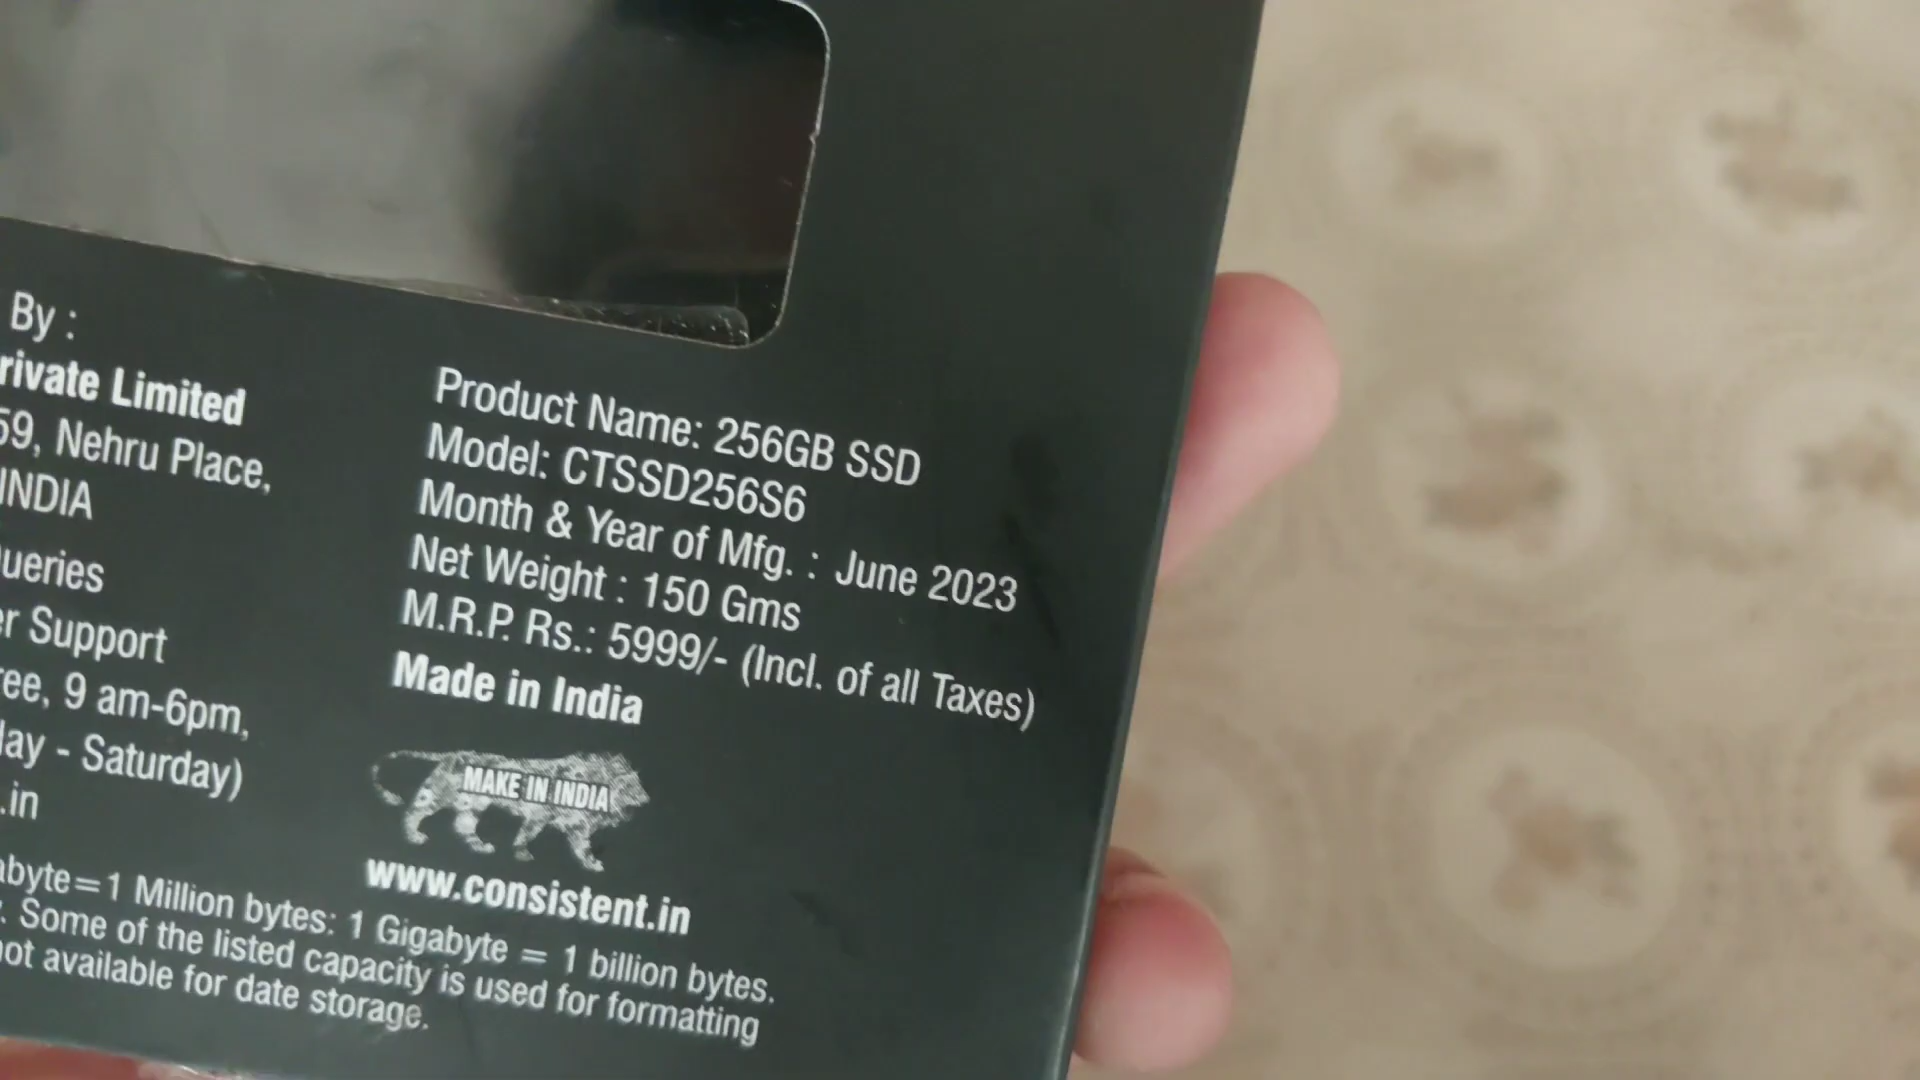 By :
rivate Limited
59, Nehru Place,
INDIA
ueries
er Support
ree, 9 am-6pm,
day - Saturday)
.in
Product Name: 256GB SSD
Model: CTSSD256S6
Month & Year of Mfg. : June 2023
Net Weight : 150 Gms
M.R.P. Rs.: 5999/- (Incl. of all Taxes)
Made in India
MAKE IN INDIA
www.consistent.in
abyte=1 Million bytes: 1 Gigabyte = 1 billion bytes.
. Some of the listed capacity is used for formatting
not available for date storage.